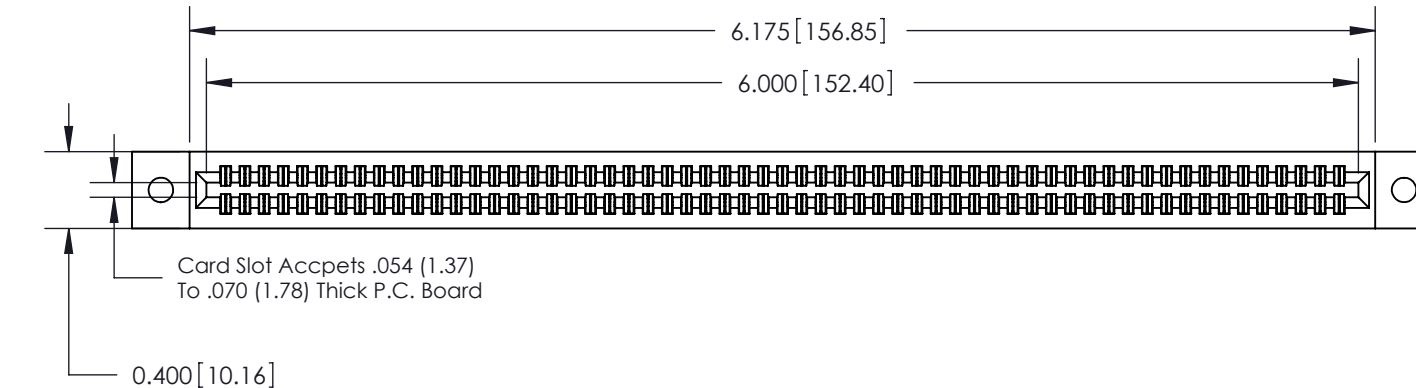 6.175[156.85]
6.000[152.40]
Card Slot Accpets .054 (1.37)
To .070 (1.78) Thick P.C. Board
0.400[10.16]